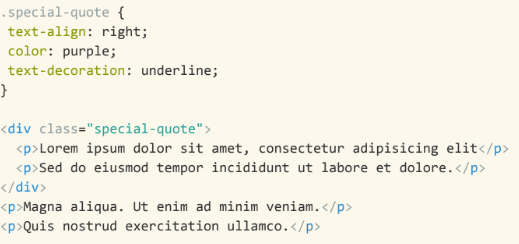 .special-quote {
 text-align: right;
 color: purple;
 text-decoration: underline;
}

<div class="special-quote">
  <p>Lorem ipsum dolor sit amet, consectetur adipisicing elit</p>
  <p>Sed do eiusmod tempor incididunt ut labore et dolore.</p>
</div>
<p>Magna aliqua. Ut enim ad minim veniam.</p>
<p>Quis nostrud exercitation ullamco.</p>